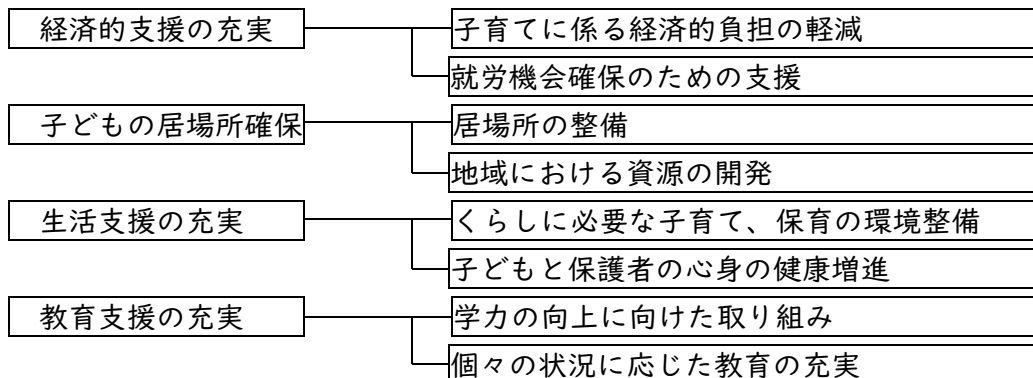 経済的支援の充実
子育てに係る経済的負担の軽減
就労機会確保のための支援
子どもの居場所確保
居場所の整備
地域における資源の開発
生活支援の充実
くらしに必要な子育て、保育の環境整備
子どもと保護者の心身の健康増進
教育支援の充実
学力の向上に向けた取り組み
個々の状況に応じた教育の充実